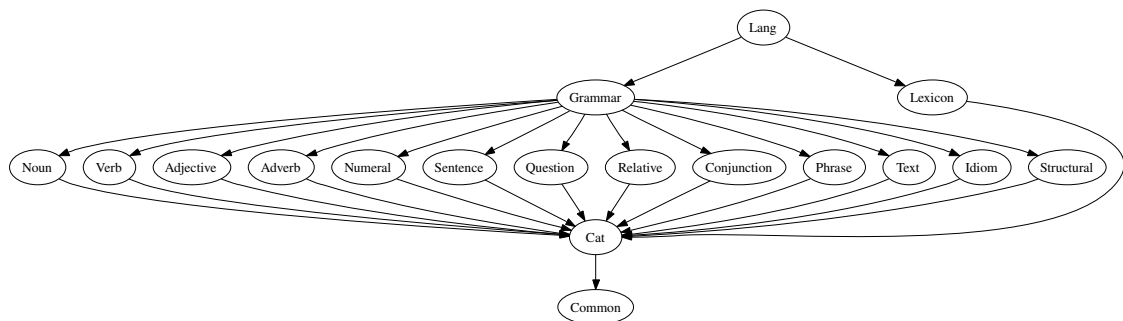 Lang
Grammar Lexicon
Noun Verb Adjective Adverb Numeral Sentence Question Relative Conjunction Phrase Text Idiom Structural
Cat
Common